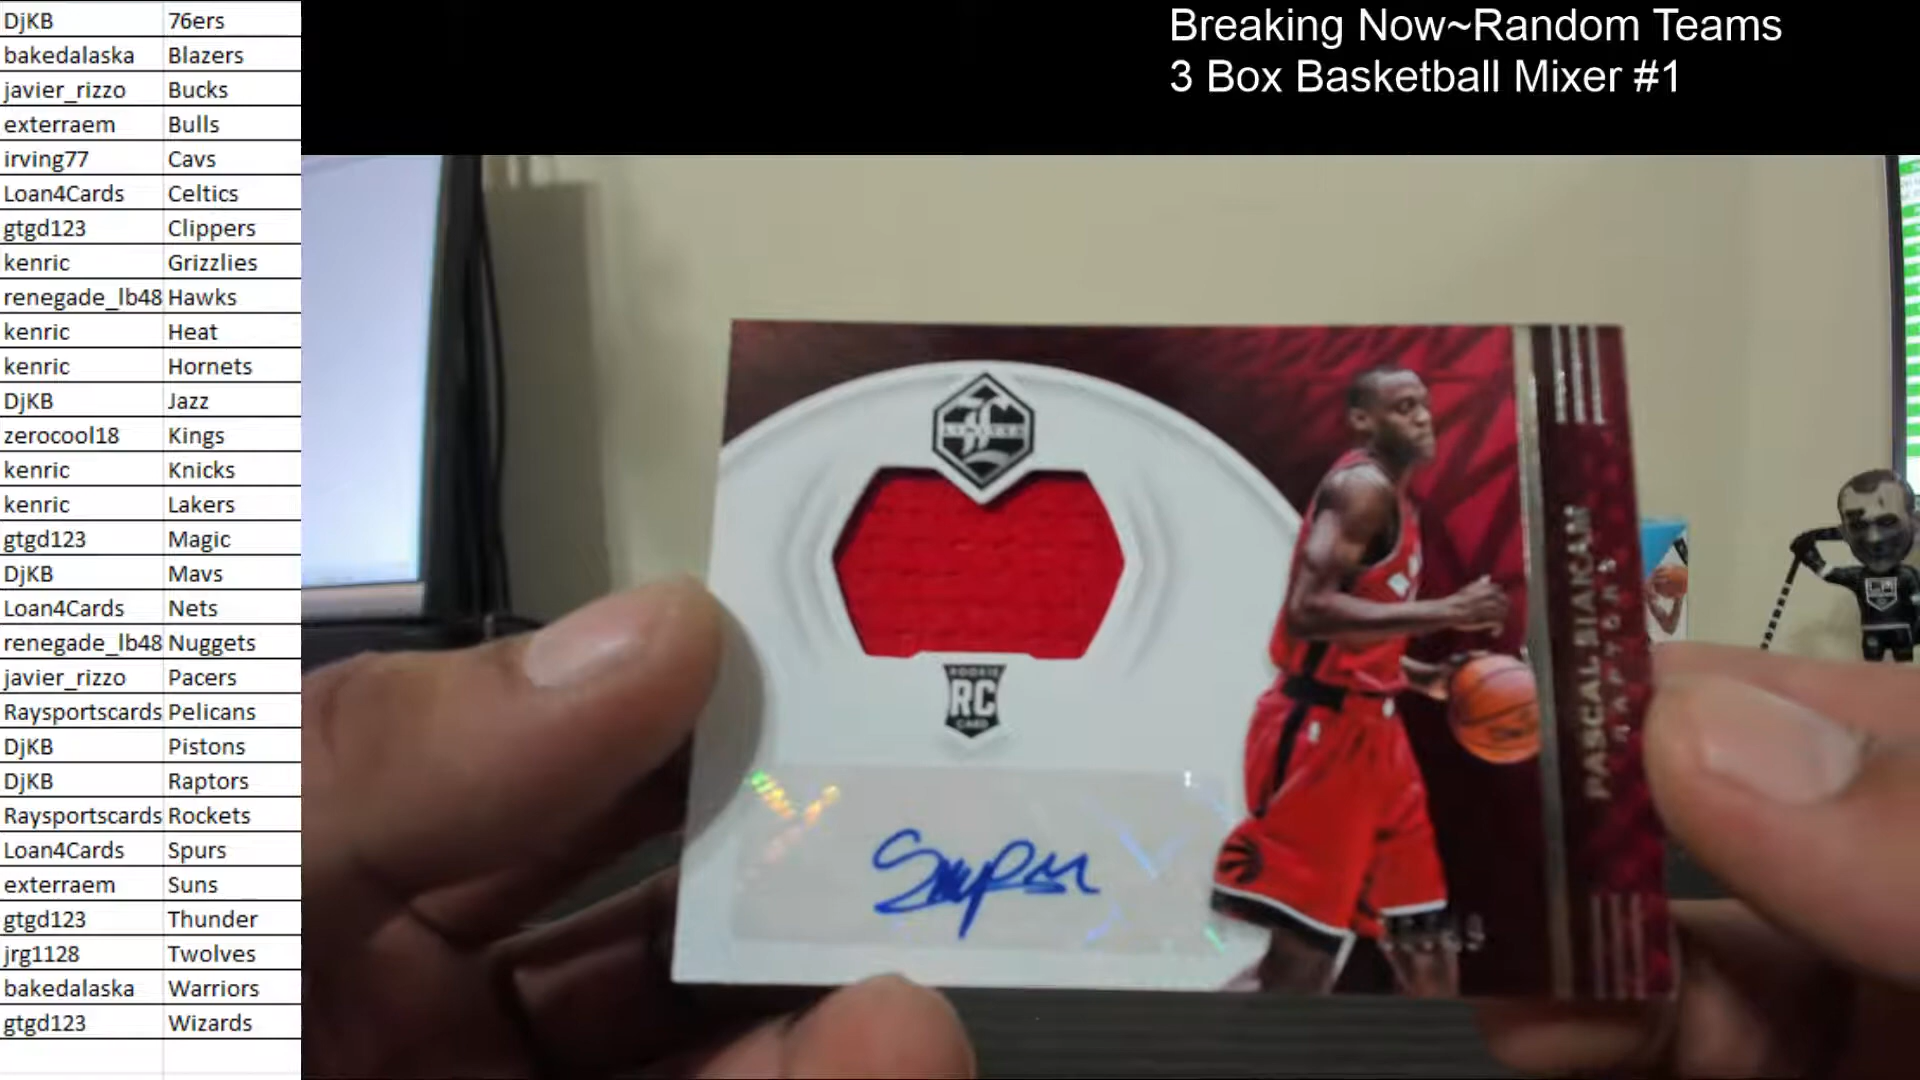 DjKB 76ers
bakedalaska Blazers
javier_rizzo Bucks
exterraem Bulls
irving77 Cavs
Loan4Cards Celtics
gtgd123 Clippers
kenric Grizzlies
renegade_lb48 Hawks
kenric Heat
kenric Hornets
DjKB Jazz
zerocool18 Kings
kenric Knicks
kenric Lakers
gtgd123 Magic
DjKB Mavs
Loan4Cards Nets
renegade_lb48 Nuggets
javier_rizzo Pacers
Raysportscards Pelicans
DjKB Pistons
DjKB Raptors
Raysportscards Rockets
Loan4Cards Spurs
exterraem Suns
gtgd123 Thunder
jrg1128 Twolves
bakedalaska Warriors
gtgd123 Wizards
Breaking Now~Random Teams
3 Box Basketball Mixer #1
LIMITED
ROOKIE
RC
CARD
PASCAL SIAKAM
RAPTORS